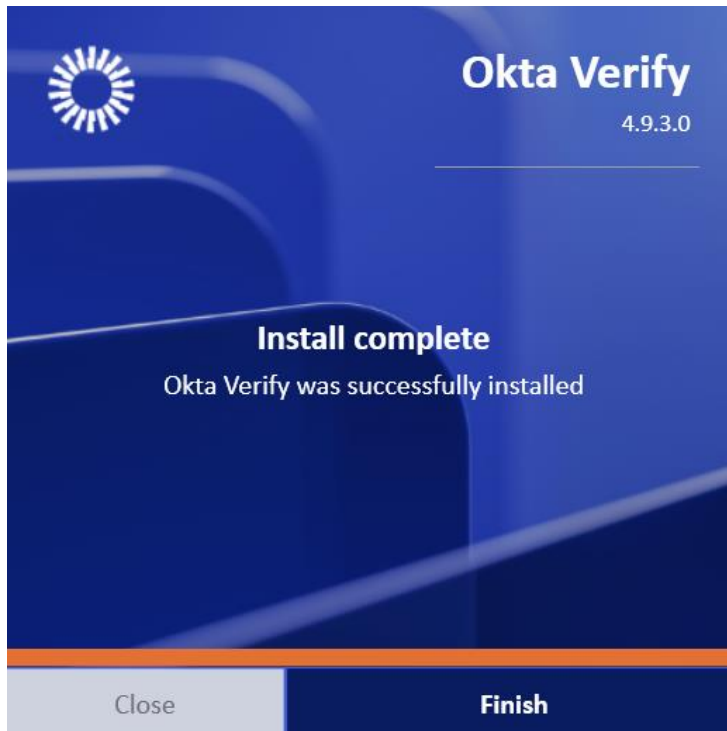 Okta Verify
4.9.3.0
Install complete
Okta Verify was successfully installed
Close
Finish